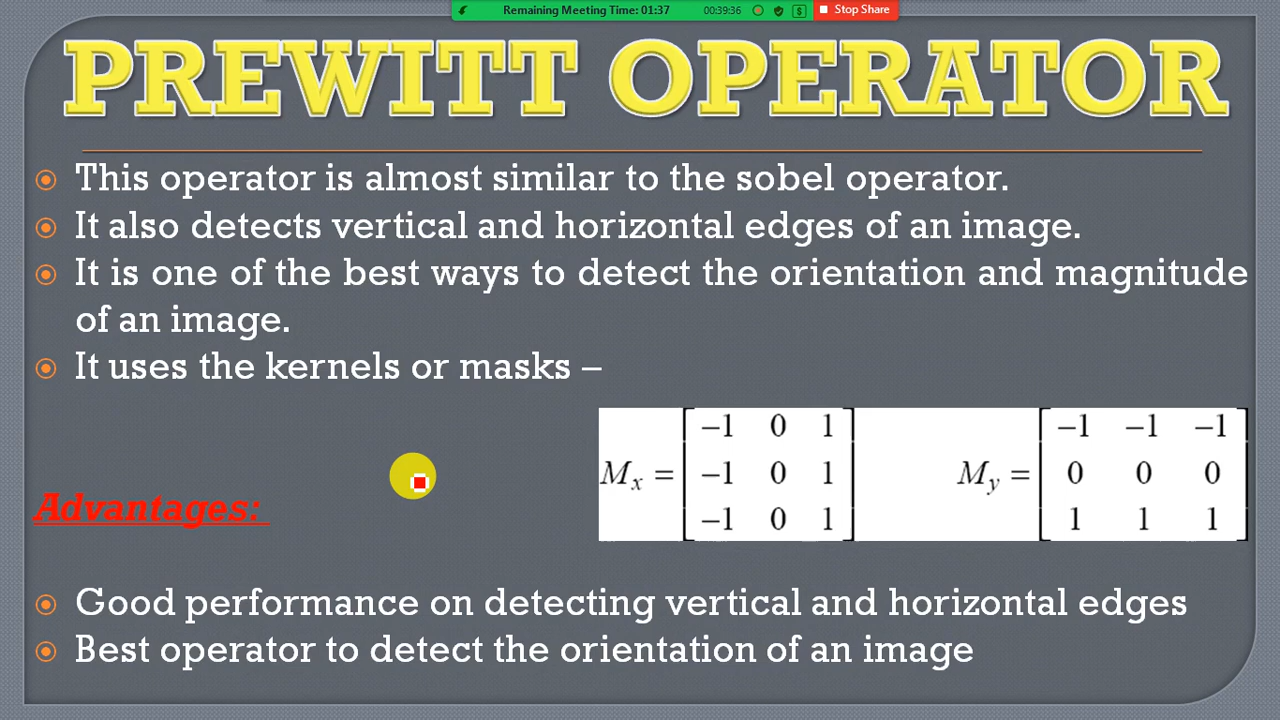 Remaining Meeting Time: 01:37 00:39:36 Stop Share
PREWITT OPERATOR
This operator is almost similar to the sobel operator.
It also detects vertical and horizontal edges of an image.
It is one of the best ways to detect the orientation and magnitude
of an image.
It uses the kernels or masks –
−1 0 1 −1 −1 −1
Mx = −1 0 1 My = 0 0 0
−1 0 1 1 1 1
Advantages:
Good performance on detecting vertical and horizontal edges
Best operator to detect the orientation of an image